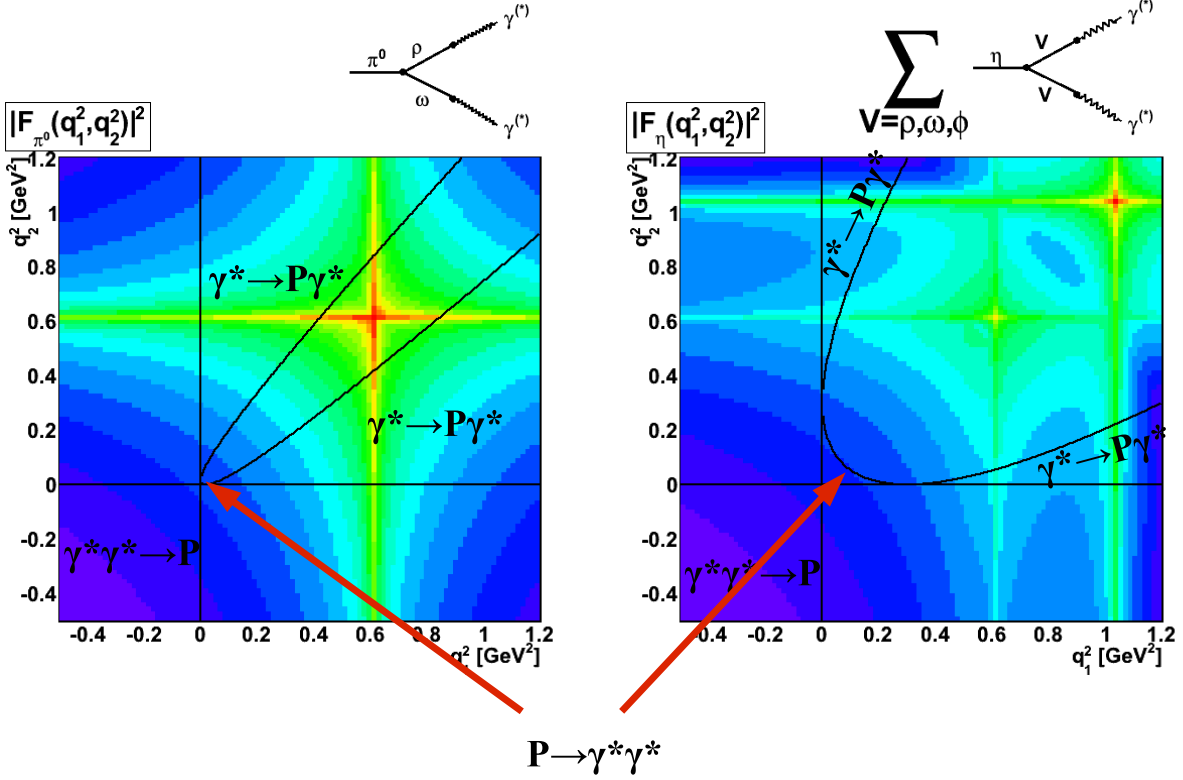 π⁰ ρ γ(*)
ω γ(*)
∑ V=ρ,ω,ϕ
η V γ(*)
V γ(*)
|F_π⁰(q₁²,q₂²)|²
q₂² [GeV²]
1.2
1
0.8
0.6
0.4
0.2
0
-0.2
-0.4
γ*→Pγ*
γ*→Pγ*
γ*γ*→P
-0.4 -0.2 0 0.2 0.4 0.6 0.8 1 1.2
q₁² [GeV²]
|F_η(q₁²,q₂²)|²
q₂² [GeV²]
1.2
1
0.8
0.6
0.4
0.2
0
-0.2
-0.4
γ*→Pγ*
γ*→Pγ*
γ*γ*→P
-0.4 -0.2 0 0.2 0.4 0.6 0.8 1 1.2
q₁² [GeV²]
P→γ*γ*